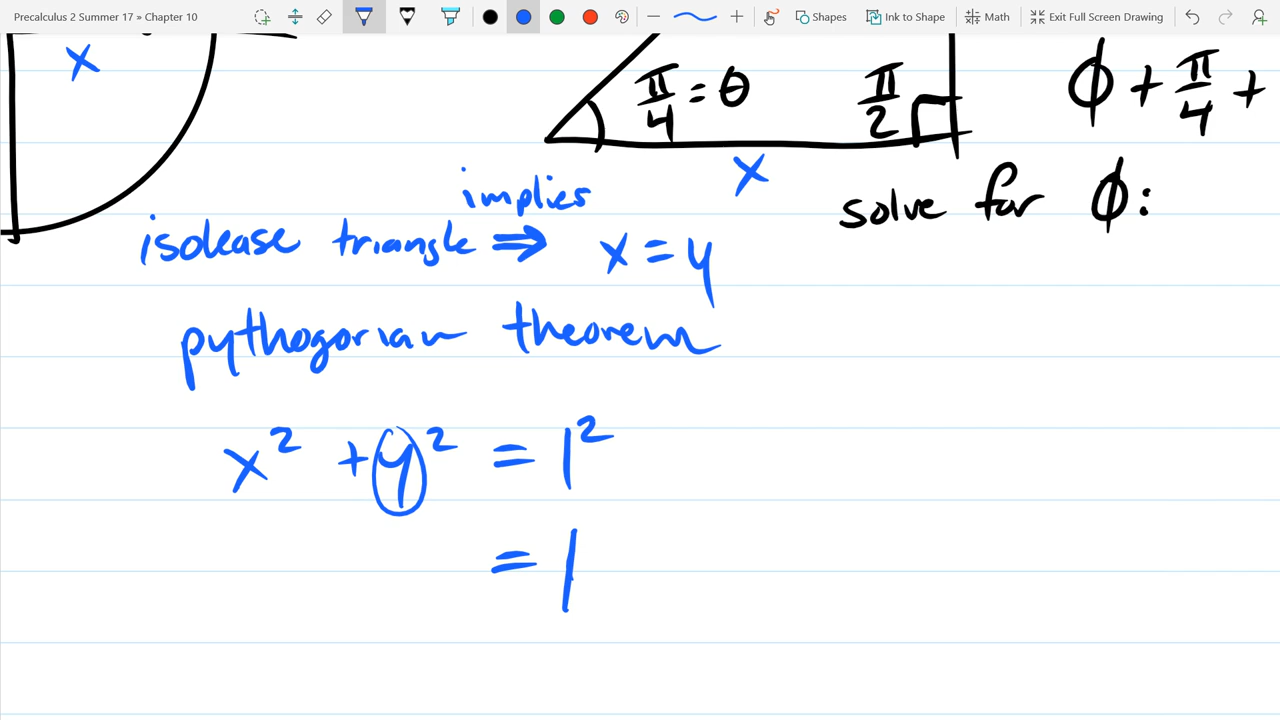 Precalculus 2 Summer 17 » Chapter 10
Shapes
Ink to Shape
Math
Exit Full Screen Drawing
x
π/4 = θ
π/2
ϕ + π/4 +
x
solve for ϕ:
implies
isolease triangle ⇒ x = y
pythogorian theorem
x² + y² = 1²
= 1